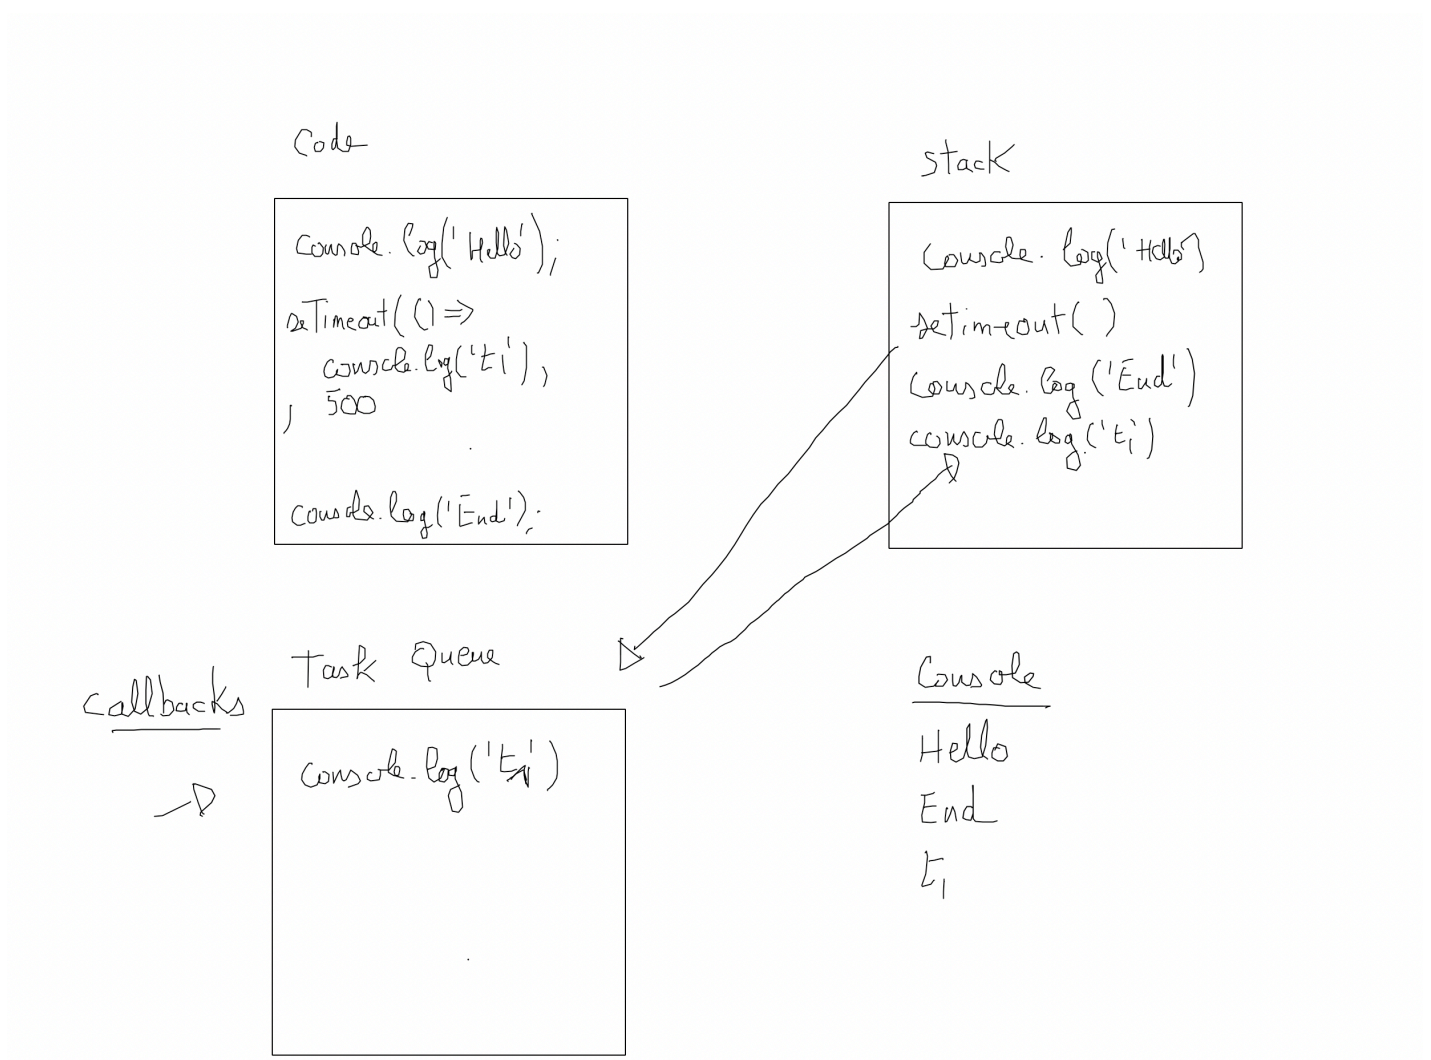 Code
console.log('Hello');
seTimeout(() =>
console.log('t1'),
, 500
console.log('End');
Stack
Console.log('Hello')
setimeout( )
Console.log('End')
console.log('t1')
Task Queue
callbacks
console.log('t1')
Console
Hello
End
t1